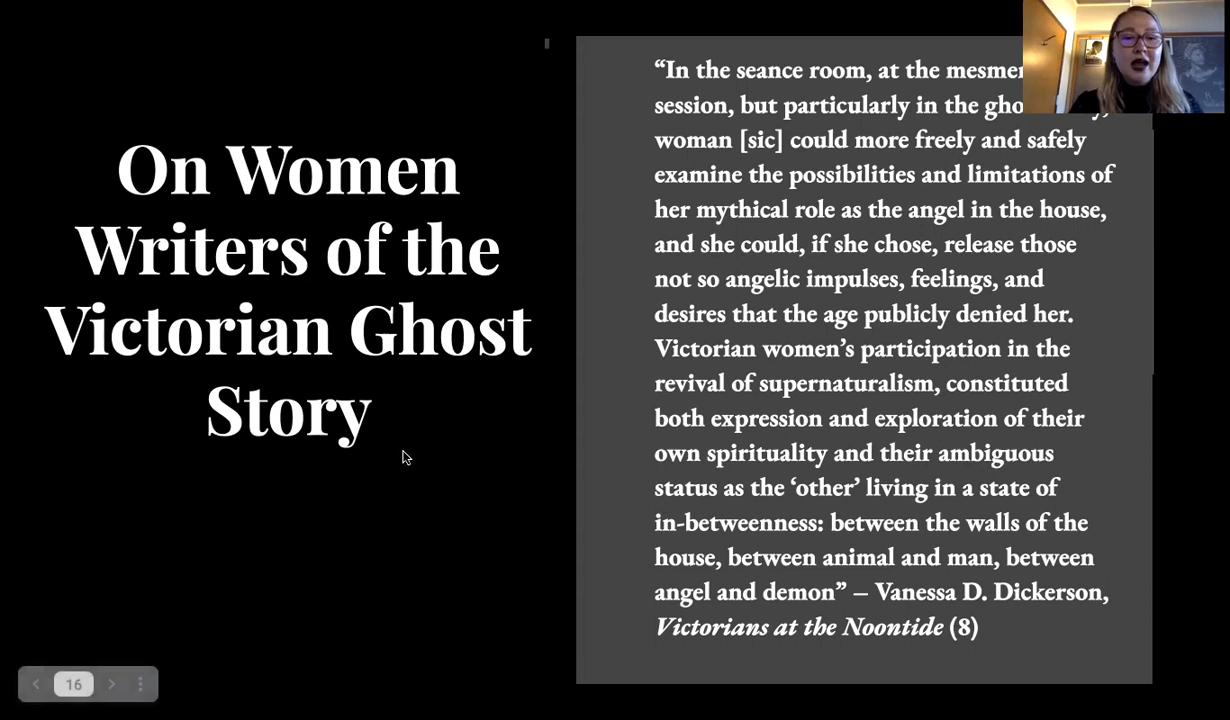 On Women
Writers of the
Victorian Ghost
Story
“In the seance room, at the
session, but particularly in the
woman [sic] could more freely and safely
examine the possibilities and limitations of
her mythical role as the angel in the house,
and she could, if she chose, release those
not so angelic impulses, feelings, and
desires that the age publicly denied her.
Victorian women’s participation in the
revival of supernaturalism, constituted
both expression and exploration of their
own spirituality and their ambiguous
status as the ‘other’ living in a state of
in-betweenness: between the walls of the
house, between animal and man, between
angel and demon” – Vanessa D. Dickerson,
Victorians at the Noontide (8)
16